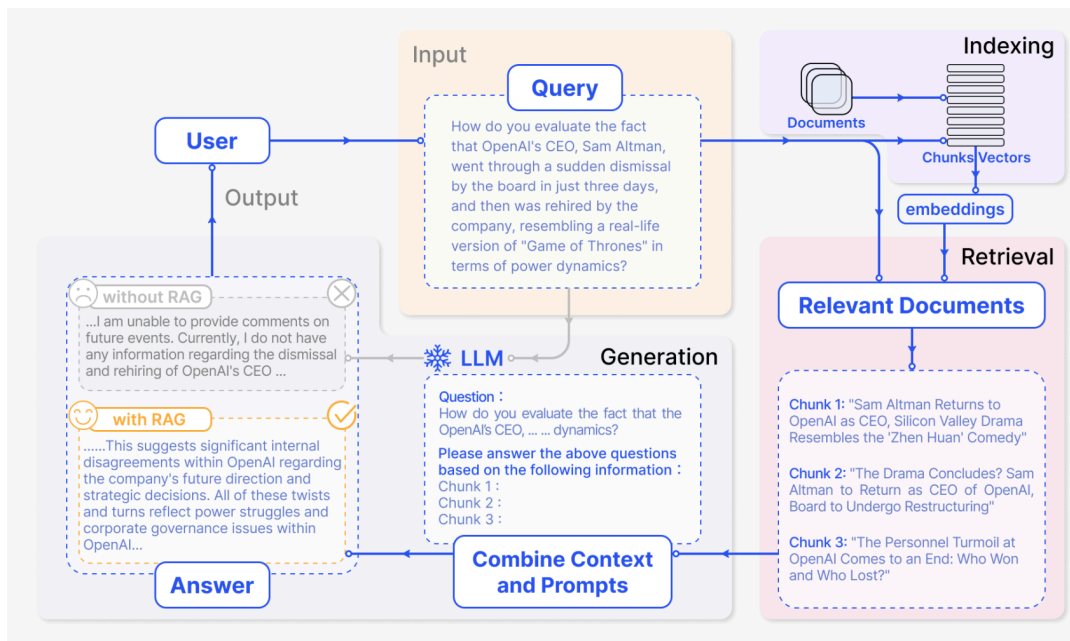 Input
Query
How do you evaluate the fact
that OpenAI's CEO, Sam Altman,
went through a sudden dismissal
by the board in just three days,
and then was rehired by the
company, resembling a real-life
version of "Game of Thrones" in
terms of power dynamics?
Indexing
Documents
Chunks
Vectors
embeddings
User
Output
Retrieval
Relevant Documents
Chunk 1: "Sam Altman Returns to
OpenAI as CEO, Silicon Valley Drama
Resembles the 'Zhen Huan' Comedy"
Chunk 2: "The Drama Concludes? Sam
Altman to Return as CEO of OpenAI,
Board to Undergo Restructuring"
Chunk 3: "The Personnel Turmoil at
OpenAI Comes to an End: Who Won
and Who Lost?"
Generation
LLM
Question :
How do you evaluate the fact that the
OpenAI's CEO, ... ... dynamics?
Please answer the above questions
based on the following information :
Chunk 1 :
Chunk 2 :
Chunk 3 :
Combine Context
and Prompts
without RAG
...I am unable to provide comments on
future events. Currently, I do not have
any information regarding the dismissal
and rehiring of OpenAI's CEO ...
with RAG
......This suggests significant internal
disagreements within OpenAI regarding
the company's future direction and
strategic decisions. All of these twists
and turns reflect power struggles and
corporate governance issues within
OpenAI...
Answer